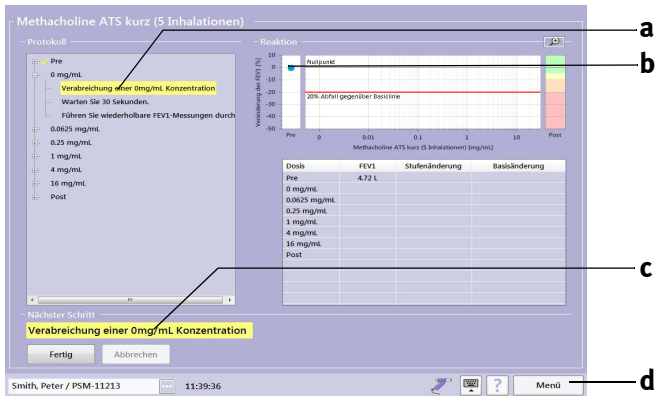 Methacholine ATS kurz (5 Inhalationen)
Protokoll
Pre
0 mg/mL
Verabreichung einer 0mg/mL Konzentration
Warten Sie 30 Sekunden.
Führen Sie wiederholbare FEV1-Messungen durch
0.0625 mg/mL
0.25 mg/mL
1 mg/mL
4 mg/mL
16 mg/mL
Post
Reaktion
Veränderung des FEV1 [%]
10
0
-10
-20
-30
-40
-50
Nullpunkt
20% Abfall gegenüber Basislinie
Pre 0 0.01 0.1 1 10 Post
Methacholine ATS kurz (5 Inhalationen) [mg/mL]
Dosis FEV1 Stufenänderung Basisänderung
Pre 4.72 L
0 mg/mL
0.0625 mg/mL
0.25 mg/mL
1 mg/mL
4 mg/mL
16 mg/mL
Post
Nächster Schritt
Verabreichung einer 0mg/mL Konzentration
Fertig Abbrechen
Smith, Peter / PSM-11213 ... 11:39:36 ? Menü
a
b
c
d